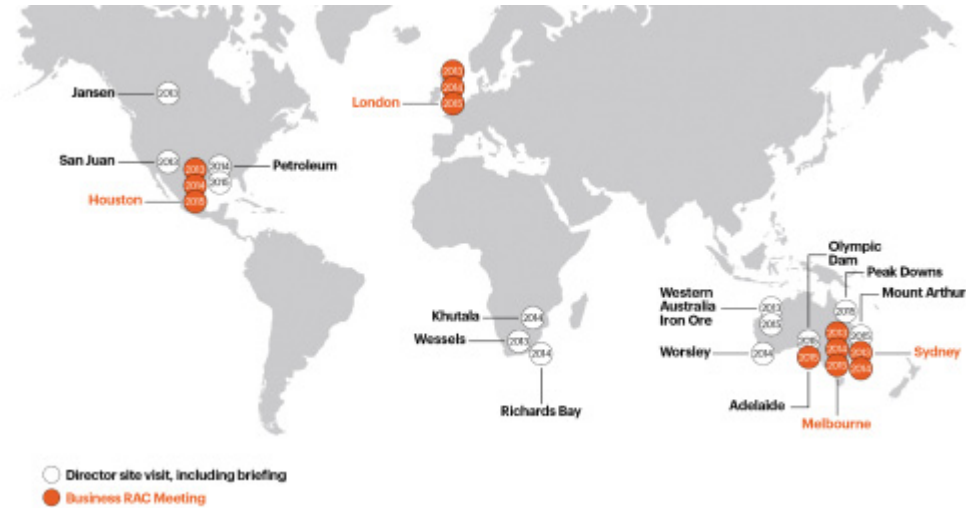 Jansen
2013
San Juan
2013
Houston
2013
2014
2015
2014
2015
Petroleum
London
2013
2014
2015
Khutala
2014
Wessels
2013
2014
Richards Bay
Western
Australia
Iron Ore
2013
2015
Worsley
2014
Olympic
Dam
2015
Peak Downs
2015
Mount Arthur
2015
Adelaide
2015
Melbourne
2013
2014
2015
Sydney
2013
2014
Director site visit, including briefing
Business RAC Meeting